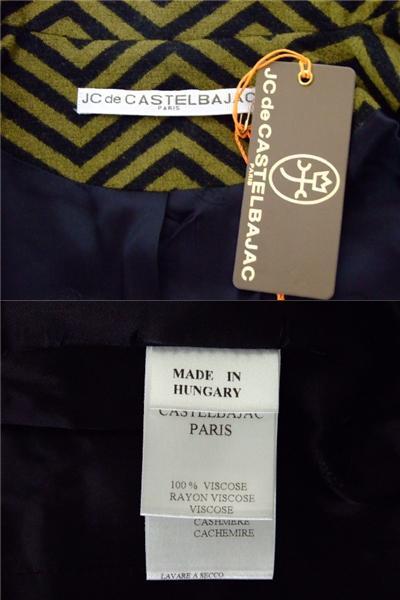 JC de CASTELBAJAC
PARIS
JC de CASTELBAJAC
PARIS
MADE IN
HUNGARY
CASTELBAJAC
PARIS
100 % VISCOSE
RAYON VISCOSE
VISCOSE
CASHMERE
CACHEMIRE
LAVARE A SECCO